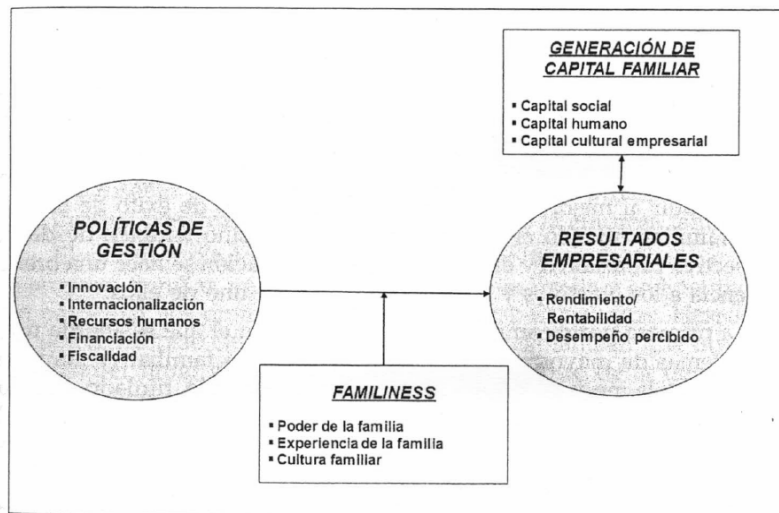 GENERACIÓN DE
CAPITAL FAMILIAR
▪ Capital social
▪ Capital humano
▪ Capital cultural empresarial
POLÍTICAS DE
GESTIÓN
▪ Innovación
▪ Internacionalización
▪ Recursos humanos
▪ Financiación
▪ Fiscalidad
RESULTADOS
EMPRESARIALES
▪ Rendimiento/
Rentabilidad
▪ Desempeño percibido
FAMILINESS
▪ Poder de la familia
▪ Experiencia de la familia
▪ Cultura familiar